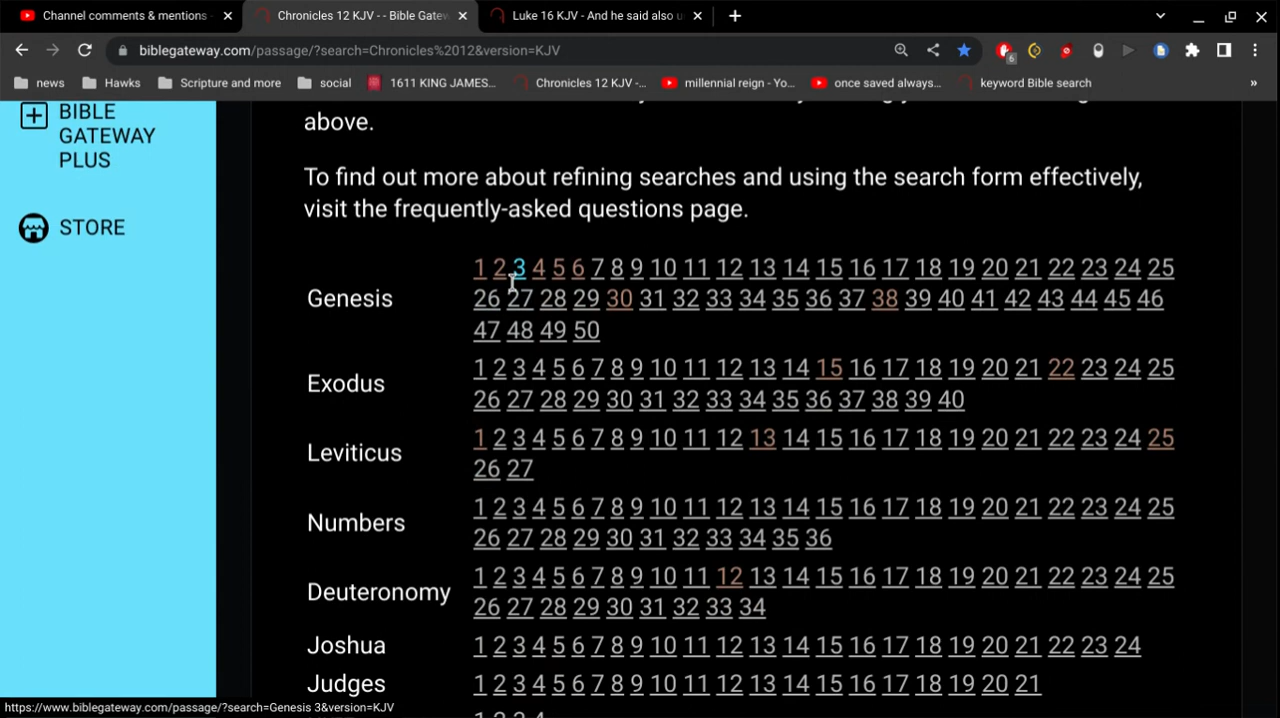 Channel comments & mentions -
Chronicles 12 KJV - - Bible Gatew
Luke 16 KJV - And he said also u
biblegateway.com/passage/?search=Chronicles%2012&version=KJV
6
news
Hawks
Scripture and more
social
1611 KING JAMES...
Chronicles 12 KJV -...
millennial reign - Yo...
once saved always...
keyword Bible search
»
BIBLE
GATEWAY
PLUS
STORE
above.
To find out more about refining searches and using the search form effectively,
visit the frequently-asked questions page.
Genesis
1 2 3 4 5 6 7 8 9 10 11 12 13 14 15 16 17 18 19 20 21 22 23 24 25
26 27 28 29 30 31 32 33 34 35 36 37 38 39 40 41 42 43 44 45 46
47 48 49 50
Exodus
1 2 3 4 5 6 7 8 9 10 11 12 13 14 15 16 17 18 19 20 21 22 23 24 25
26 27 28 29 30 31 32 33 34 35 36 37 38 39 40
Leviticus
1 2 3 4 5 6 7 8 9 10 11 12 13 14 15 16 17 18 19 20 21 22 23 24 25
26 27
Numbers
1 2 3 4 5 6 7 8 9 10 11 12 13 14 15 16 17 18 19 20 21 22 23 24 25
26 27 28 29 30 31 32 33 34 35 36
Deuteronomy
1 2 3 4 5 6 7 8 9 10 11 12 13 14 15 16 17 18 19 20 21 22 23 24 25
26 27 28 29 30 31 32 33 34
Joshua
1 2 3 4 5 6 7 8 9 10 11 12 13 14 15 16 17 18 19 20 21 22 23 24
Judges
1 2 3 4 5 6 7 8 9 10 11 12 13 14 15 16 17 18 19 20 21
1 2 3 4
https://www.biblegateway.com/passage/?search=Genesis 3&version=KJV